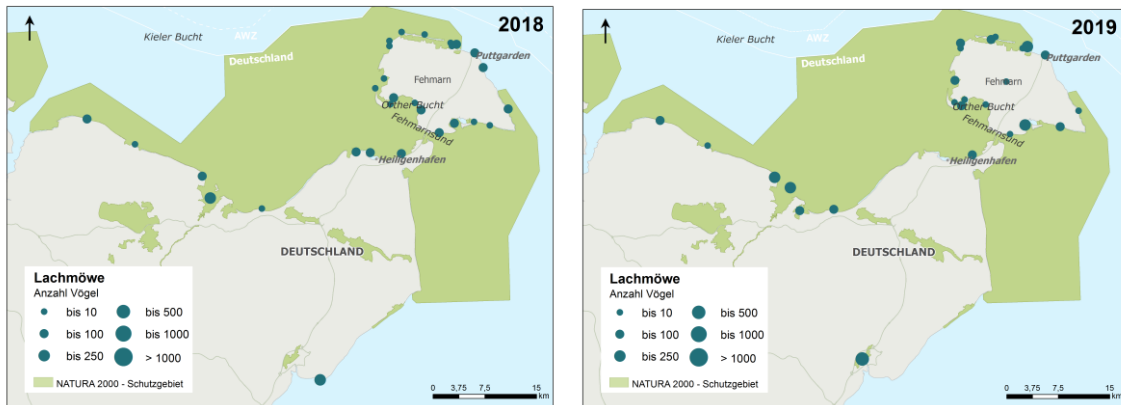 2018
Kieler Bucht
AWZ
Deutschland
Puttgarden
Fehmarn
Orther Bucht
Fehmarnsund
Heiligenhafen
DEUTSCHLAND
Lachmöwe
Anzahl Vögel
bis 10
bis 500
bis 100
bis 1000
bis 250
> 1000
NATURA 2000 - Schutzgebiet
0 3,75 7,5 15
km
2019
Kieler Bucht
AWZ
Deutschland
Puttgarden
Fehmarn
Orther Bucht
Fehmarnsund
Heiligenhafen
DEUTSCHLAND
Lachmöwe
Anzahl Vögel
bis 10
bis 500
bis 100
bis 1000
bis 250
> 1000
NATURA 2000 - Schutzgebiet
0 3,75 7,5 15
km